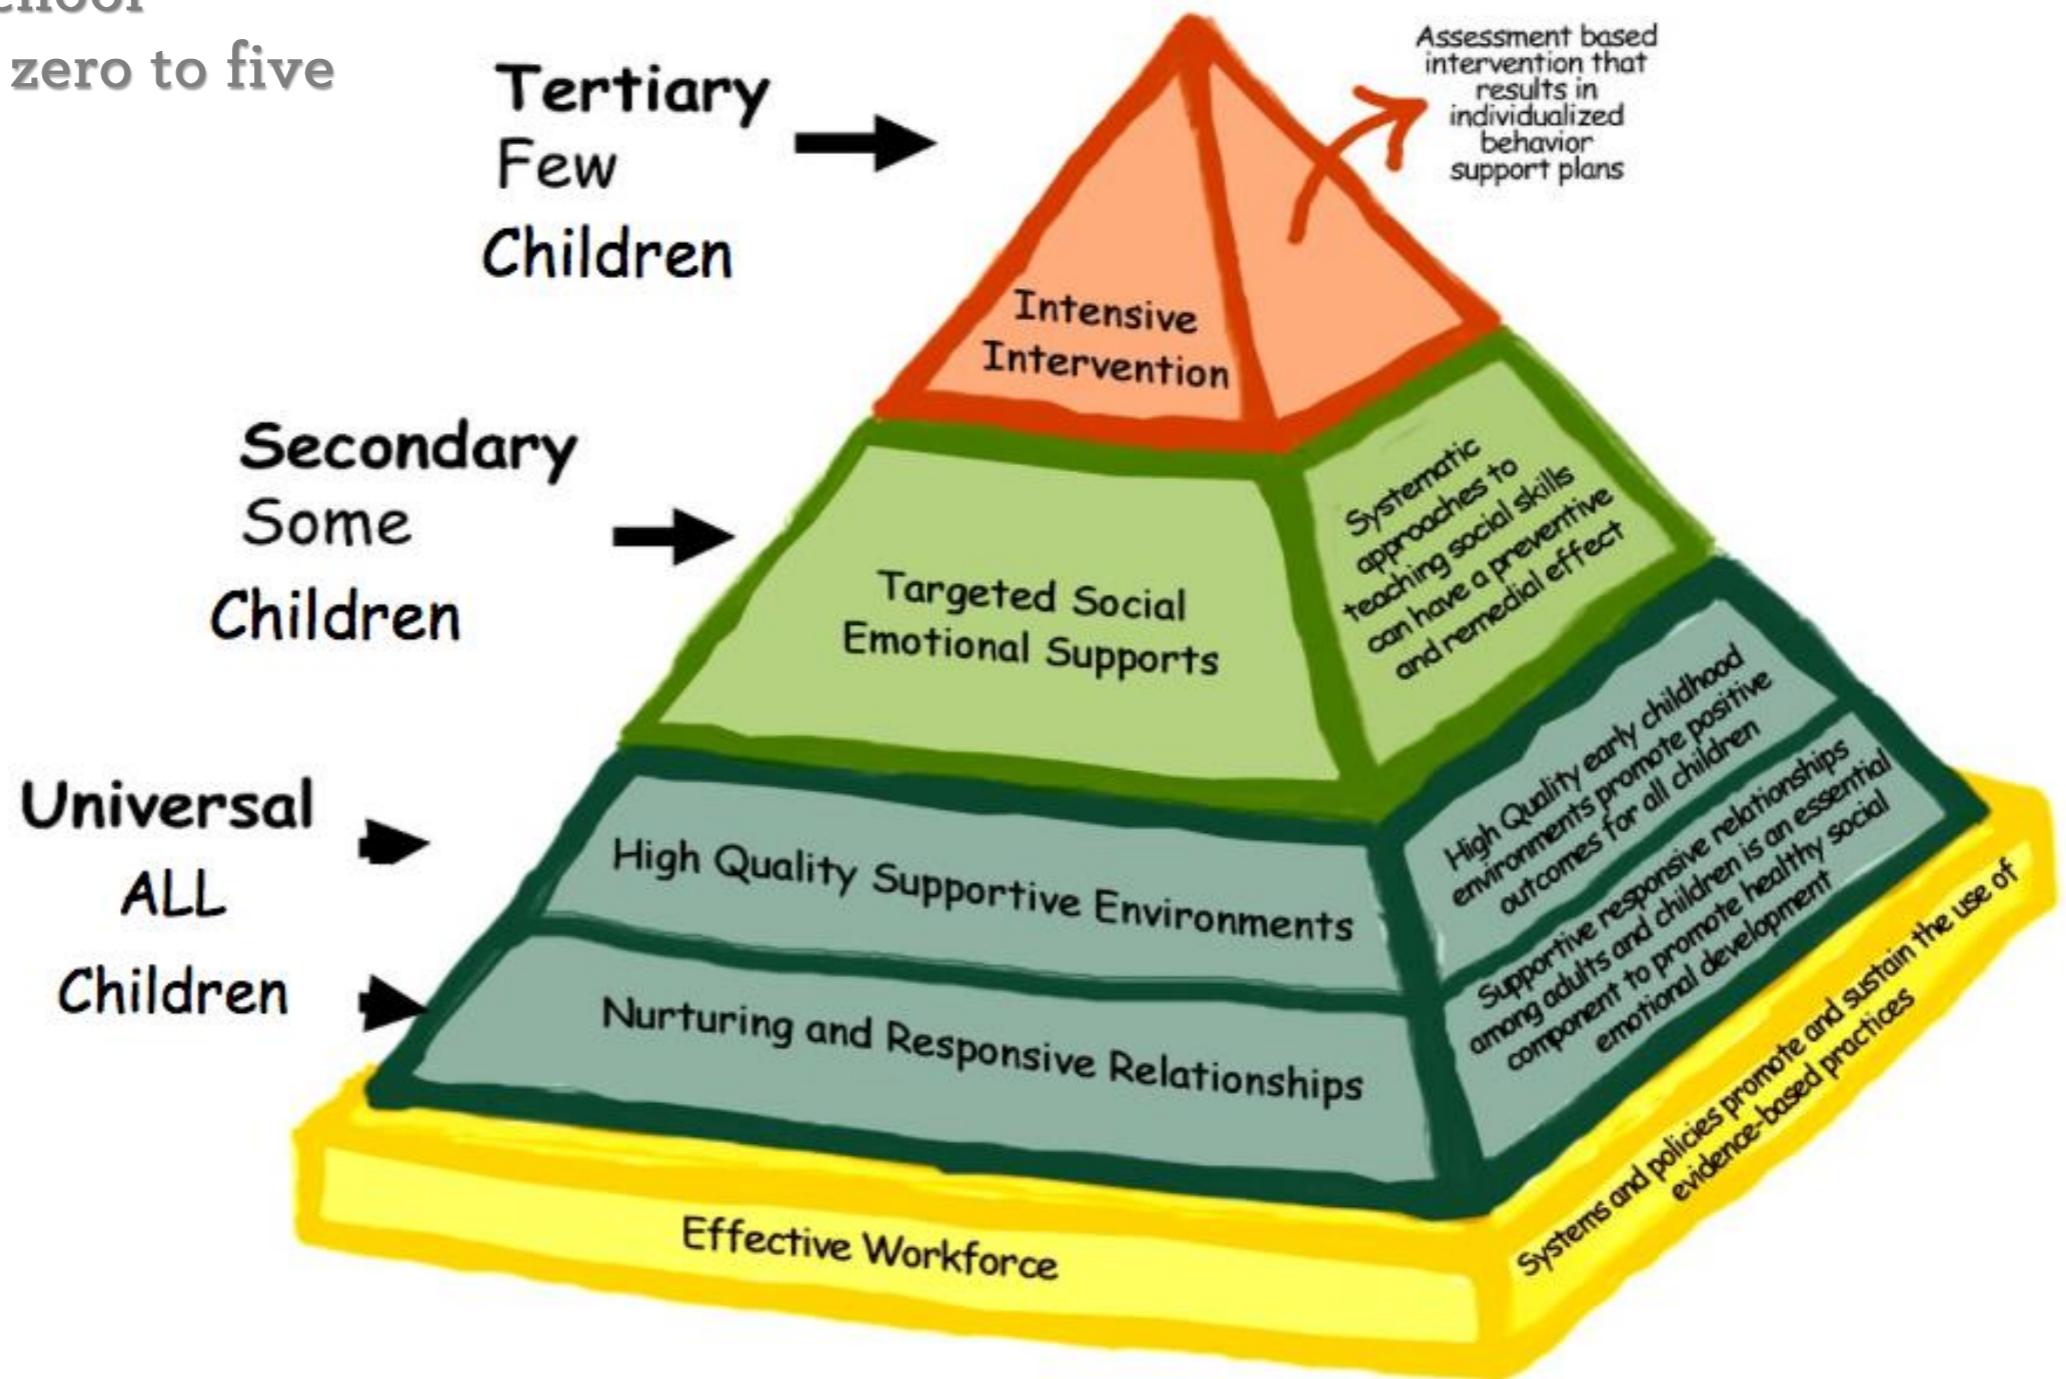 zero to five
Tertiary
Few
Children
Assessment based
intervention that
results in
individualized
behavior
support plans
Intensive
Intervention
Secondary
Some
Children
Targeted Social
Emotional Supports
Systematic
approaches to
teaching social skills
can have a preventive
and remedial effect
Universal
ALL
Children
High Quality Supportive Environments
High Quality early childhood
environments promote positive
outcomes for all children
Nurturing and Responsive Relationships
Supportive responsive relationships
among adults and children is an essential
component to promote healthy social
emotional development
Effective Workforce
Systems and policies promote and sustain the use of
evidence-based practices